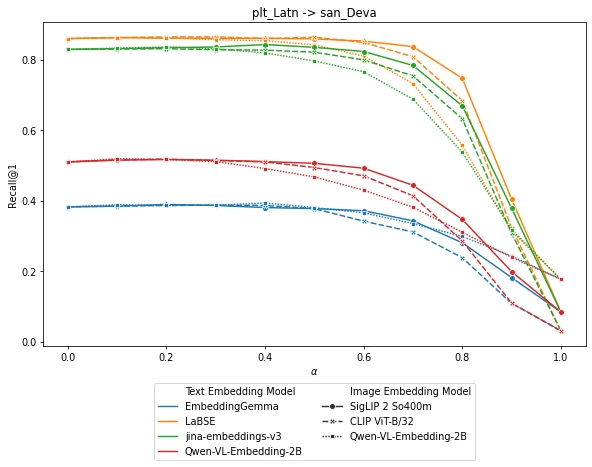 plt_Latn -> san_Deva
Recall@1
0.8
0.6
0.4
0.2
0.0
0.0 0.2 0.4 0.6 0.8 1.0
α
Text Embedding Model
EmbeddingGemma
LaBSE
jina-embeddings-v3
Qwen-VL-Embedding-2B
Image Embedding Model
SigLIP 2 So400m
CLIP ViT-B/32
Qwen-VL-Embedding-2B